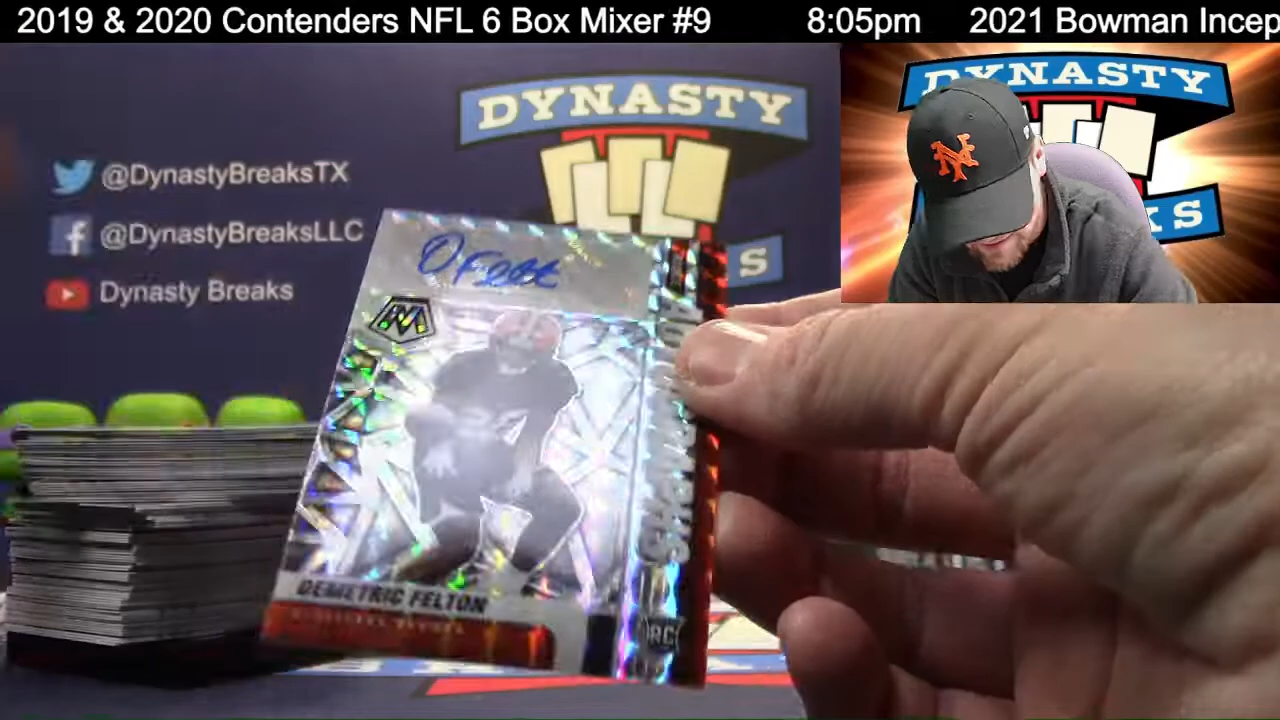 2019 & 2020 Contenders NFL 6 Box Mixer #9 8:05pm 2021 Bowman Incep
DYNASTY
DYNASTY
@DynastyBreaksTX
@DynastyBreaksLLC
Dynasty Breaks
S
KS
M
DEMETRIC FELTON
RC